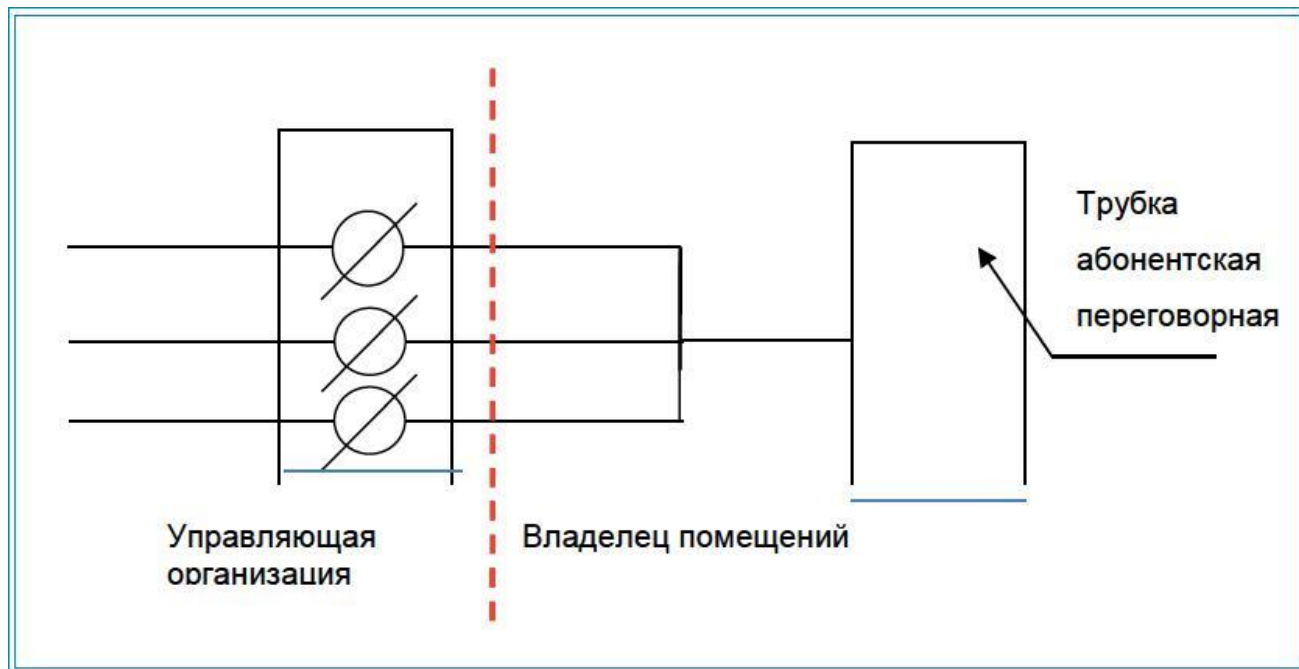 Трубка
абонентская
переговорная
Управляющая
организация
Владелец помещений